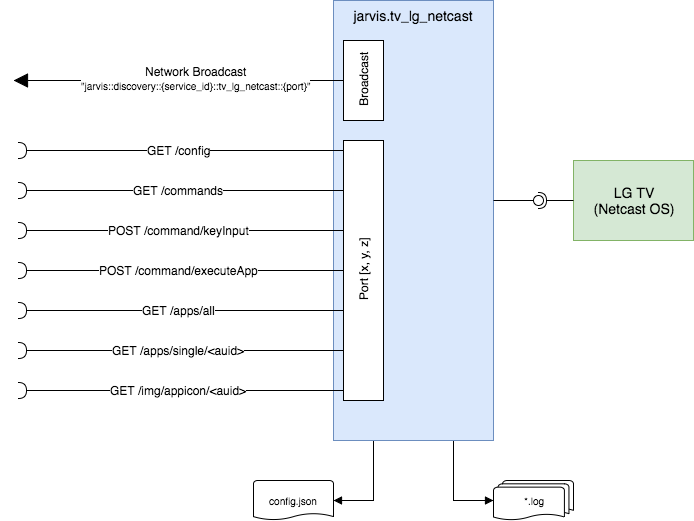 jarvis.tv_lg_netcast
Broadcast
Network Broadcast
"jarvis::discovery::{service_id}::tv_lg_netcast::{port}"
GET /config
GET /commands
POST /command/keyInput
POST /command/executeApp
GET /apps/all
GET /apps/single/<auid>
GET /img/appicon/<auid>
Port [x, y, z]
LG TV
(Netcast OS)
config.json
*.log